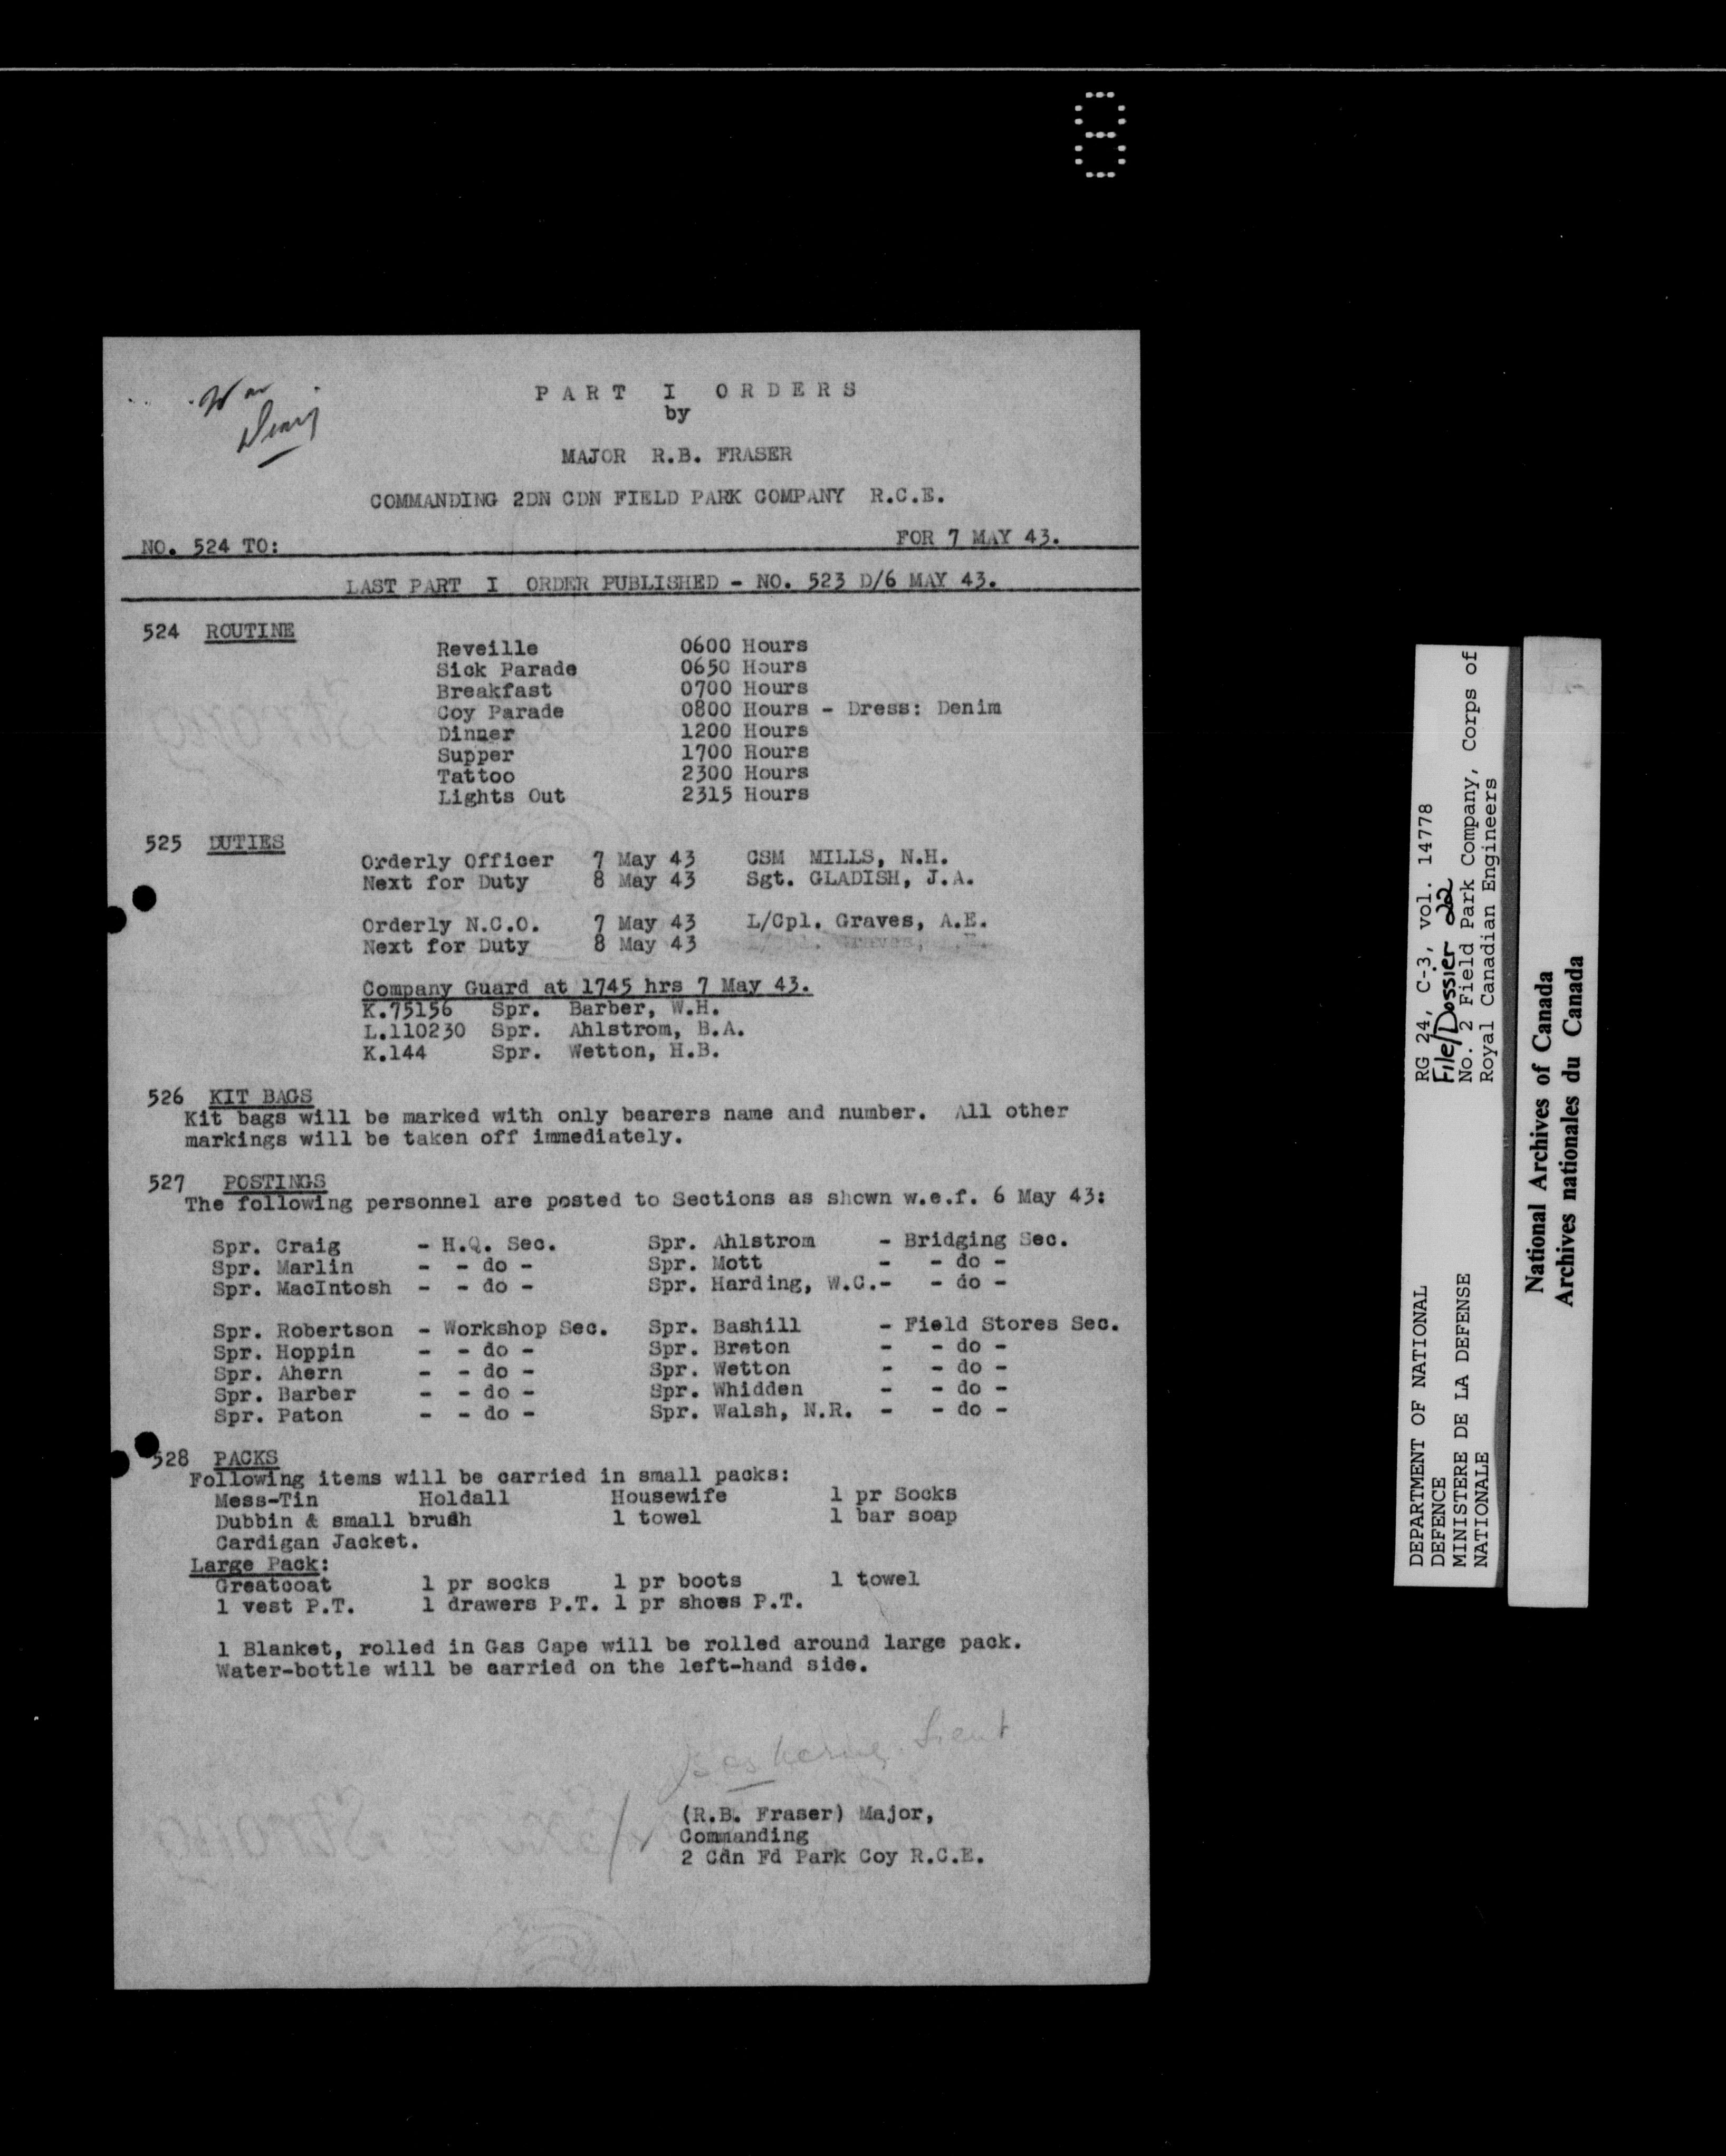 8
War
Diary
PART I ORDERS
by
MAJOR R.B. FRASER
COMMANDING 2DN CDN FIELD PARK COMPANY R.C.E.
NO. 524 TO: FOR 7 MAY 43.
LAST PART I ORDER PUBLISHED - NO. 523 D/6 MAY 43.
524 ROUTINE
Reveille 0600 Hours
Sick Parade 0650 Hours
Breakfast 0700 Hours
Coy Parade 0800 Hours - Dress: Denim
Dinner 1200 Hours
Supper 1700 Hours
Tattoo 2300 Hours
Lights Out 2315 Hours
525 DUTIES
Orderly Officer 7 May 43 CSM MILLS, N.H.
Next for Duty 8 May 43 Sgt. GLADISH, J.A.
Orderly N.C.O. 7 May 43 L/Cpl. Graves, A.E.
Next for Duty 8 May 43
Company Guard at 1745 hrs 7 May 43.
K.75156 Spr. Barber, W.H.
L.110230 Spr. Ahlstrom, B.A.
K.144 Spr. Wetton, H.B.
526 KIT BAGS
Kit bags will be marked with only bearers name and number. All other
markings will be taken off immediately.
527 POSTINGS
The following personnel are posted to Sections as shown w.e.f. 6 May 43:
Spr. Craig - H.Q. Sec. Spr. Ahlstrom - Bridging Sec.
Spr. Marlin - - do - Spr. Mott - - do -
Spr. MacIntosh - - do - Spr. Harding, W.C.- - do -
Spr. Robertson - Workshop Sec. Spr. Bashill - Field Stores Sec.
Spr. Hoppin - - do - Spr. Breton - - do -
Spr. Ahern - - do - Spr. Wetton - - do -
Spr. Barber - - do - Spr. Whidden - - do -
Spr. Paton - - do - Spr. Walsh, N.R. - - do -
528 PACKS
Following items will be carried in small packs:
Mess-Tin Holdall Housewife 1 pr Socks
Dubbin & small brush 1 towel 1 bar soap
Cardigan Jacket.
Large Pack:
Greatcoat 1 pr socks 1 pr boots 1 towel
1 vest P.T. 1 drawers P.T. 1 pr shoes P.T.
1 Blanket, rolled in Gas Cape will be rolled around large pack.
Water-bottle will be carried on the left-hand side.
Lieut
(R.B. Fraser) Major,
Commanding
2 Cdn Fd Park Coy R.C.E.
DEPARTMENT OF NATIONAL RG 24, C-3, vol. 14778
DEFENCE File/Dossier 22
MINISTERE DE LA DEFENSE No. 2 Field Park Company, Corps of
NATIONALE Royal Canadian Engineers
National Archives of Canada
Archives nationales du Canada